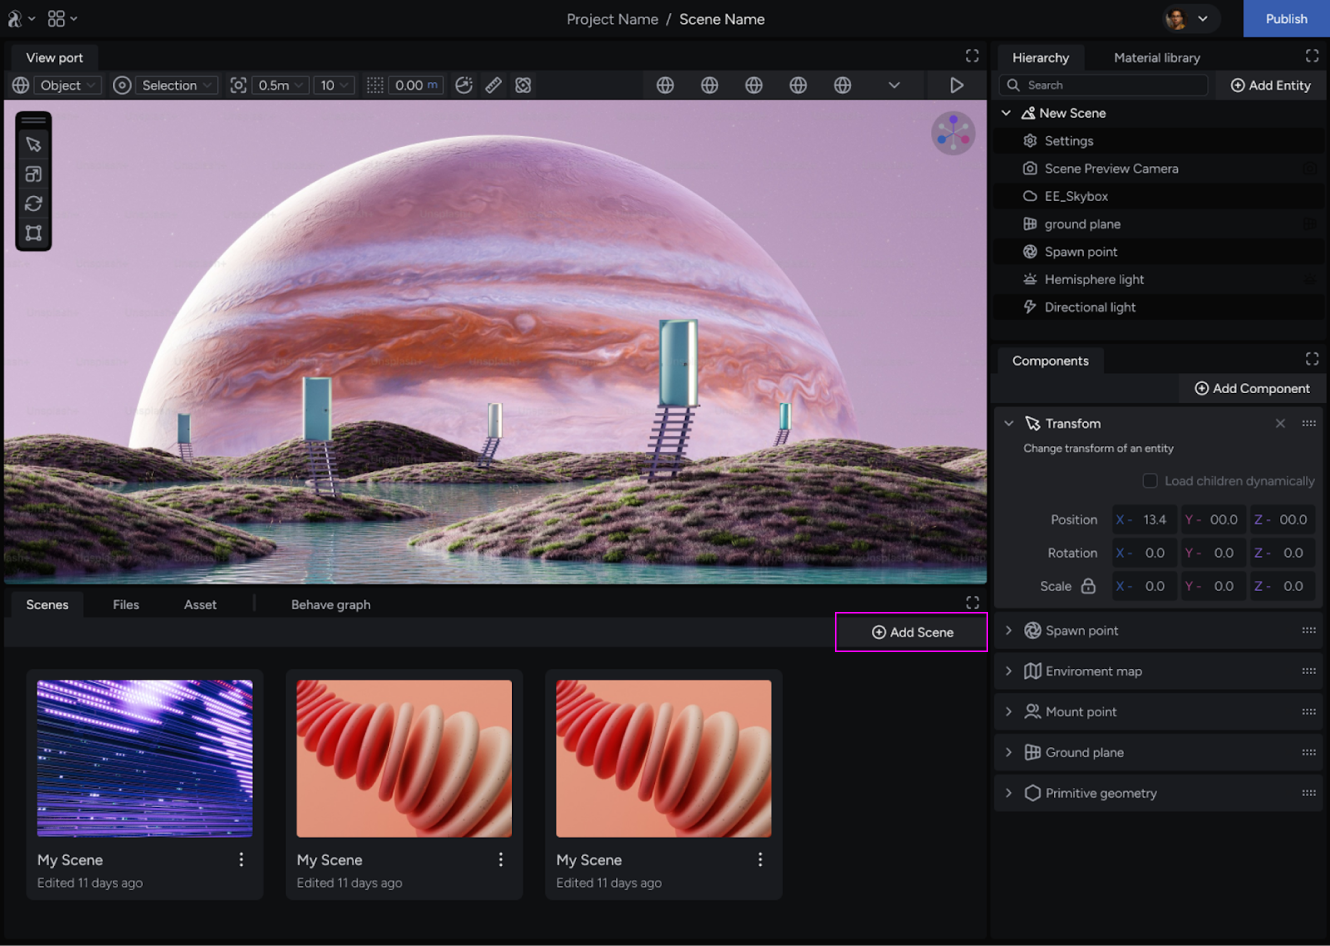 Project Name / Scene Name
Publish
View port
Object
Selection
0.5m
10
0.00 m
Hierarchy
Material library
Search
Add Entity
New Scene
Settings
Scene Preview Camera
EE_Skybox
ground plane
Spawn point
Hemisphere light
Directional light
Components
Add Component
Transfom
Change transform of an entity
Load children dynamically
Position X - 13.4 Y - 00.0 Z - 00.0
Rotation X - 0.0 Y - 0.0 Z - 0.0
Scale X - 0.0 Y - 0.0 Z - 0.0
Spawn point
Enviroment map
Mount point
Ground plane
Primitive geometry
Scenes
Files
Asset
Behave graph
Add Scene
My Scene
Edited 11 days ago
My Scene
Edited 11 days ago
My Scene
Edited 11 days ago